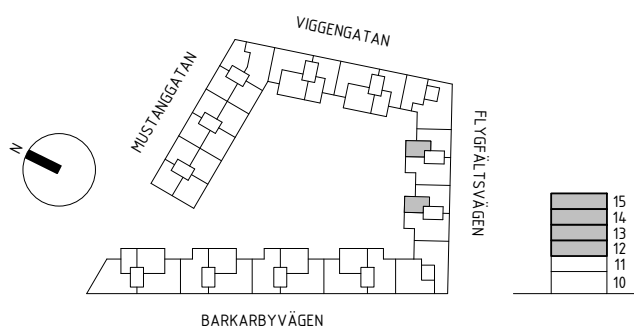 VIGGENGATAN
MUSTANGGATAN
FLYGFÄLTSVÄGEN
N
15
14
13
12
11
10
BARKARBYVÄGEN